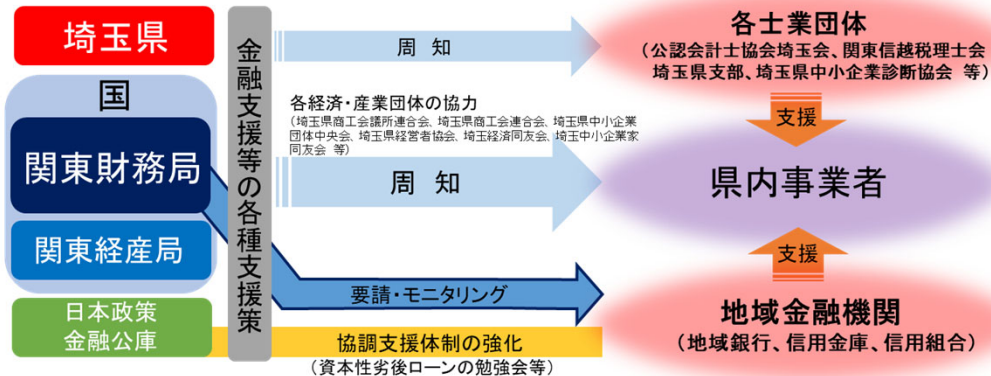 埼玉県
国
関東財務局
関東経産局
日本政策
金融公庫
金融支援等の各種支援策
周 知
各経済・産業団体の協力
（埼玉県商工会議所連合会、埼玉県商工会連合会、埼玉県中小企業
団体中央会、埼玉県経営者協会、埼玉経済同友会、埼玉中小企業家
同友会 等）
周 知
要請・モニタリング
協調支援体制の強化
（資本性劣後ローンの勉強会等）
各士業団体
（公認会計士協会埼玉会、関東信越税理士会
埼玉県支部、埼玉県中小企業診断協会 等）
支援
県内事業者
支援
地域金融機関
（地域銀行、信用金庫、信用組合）